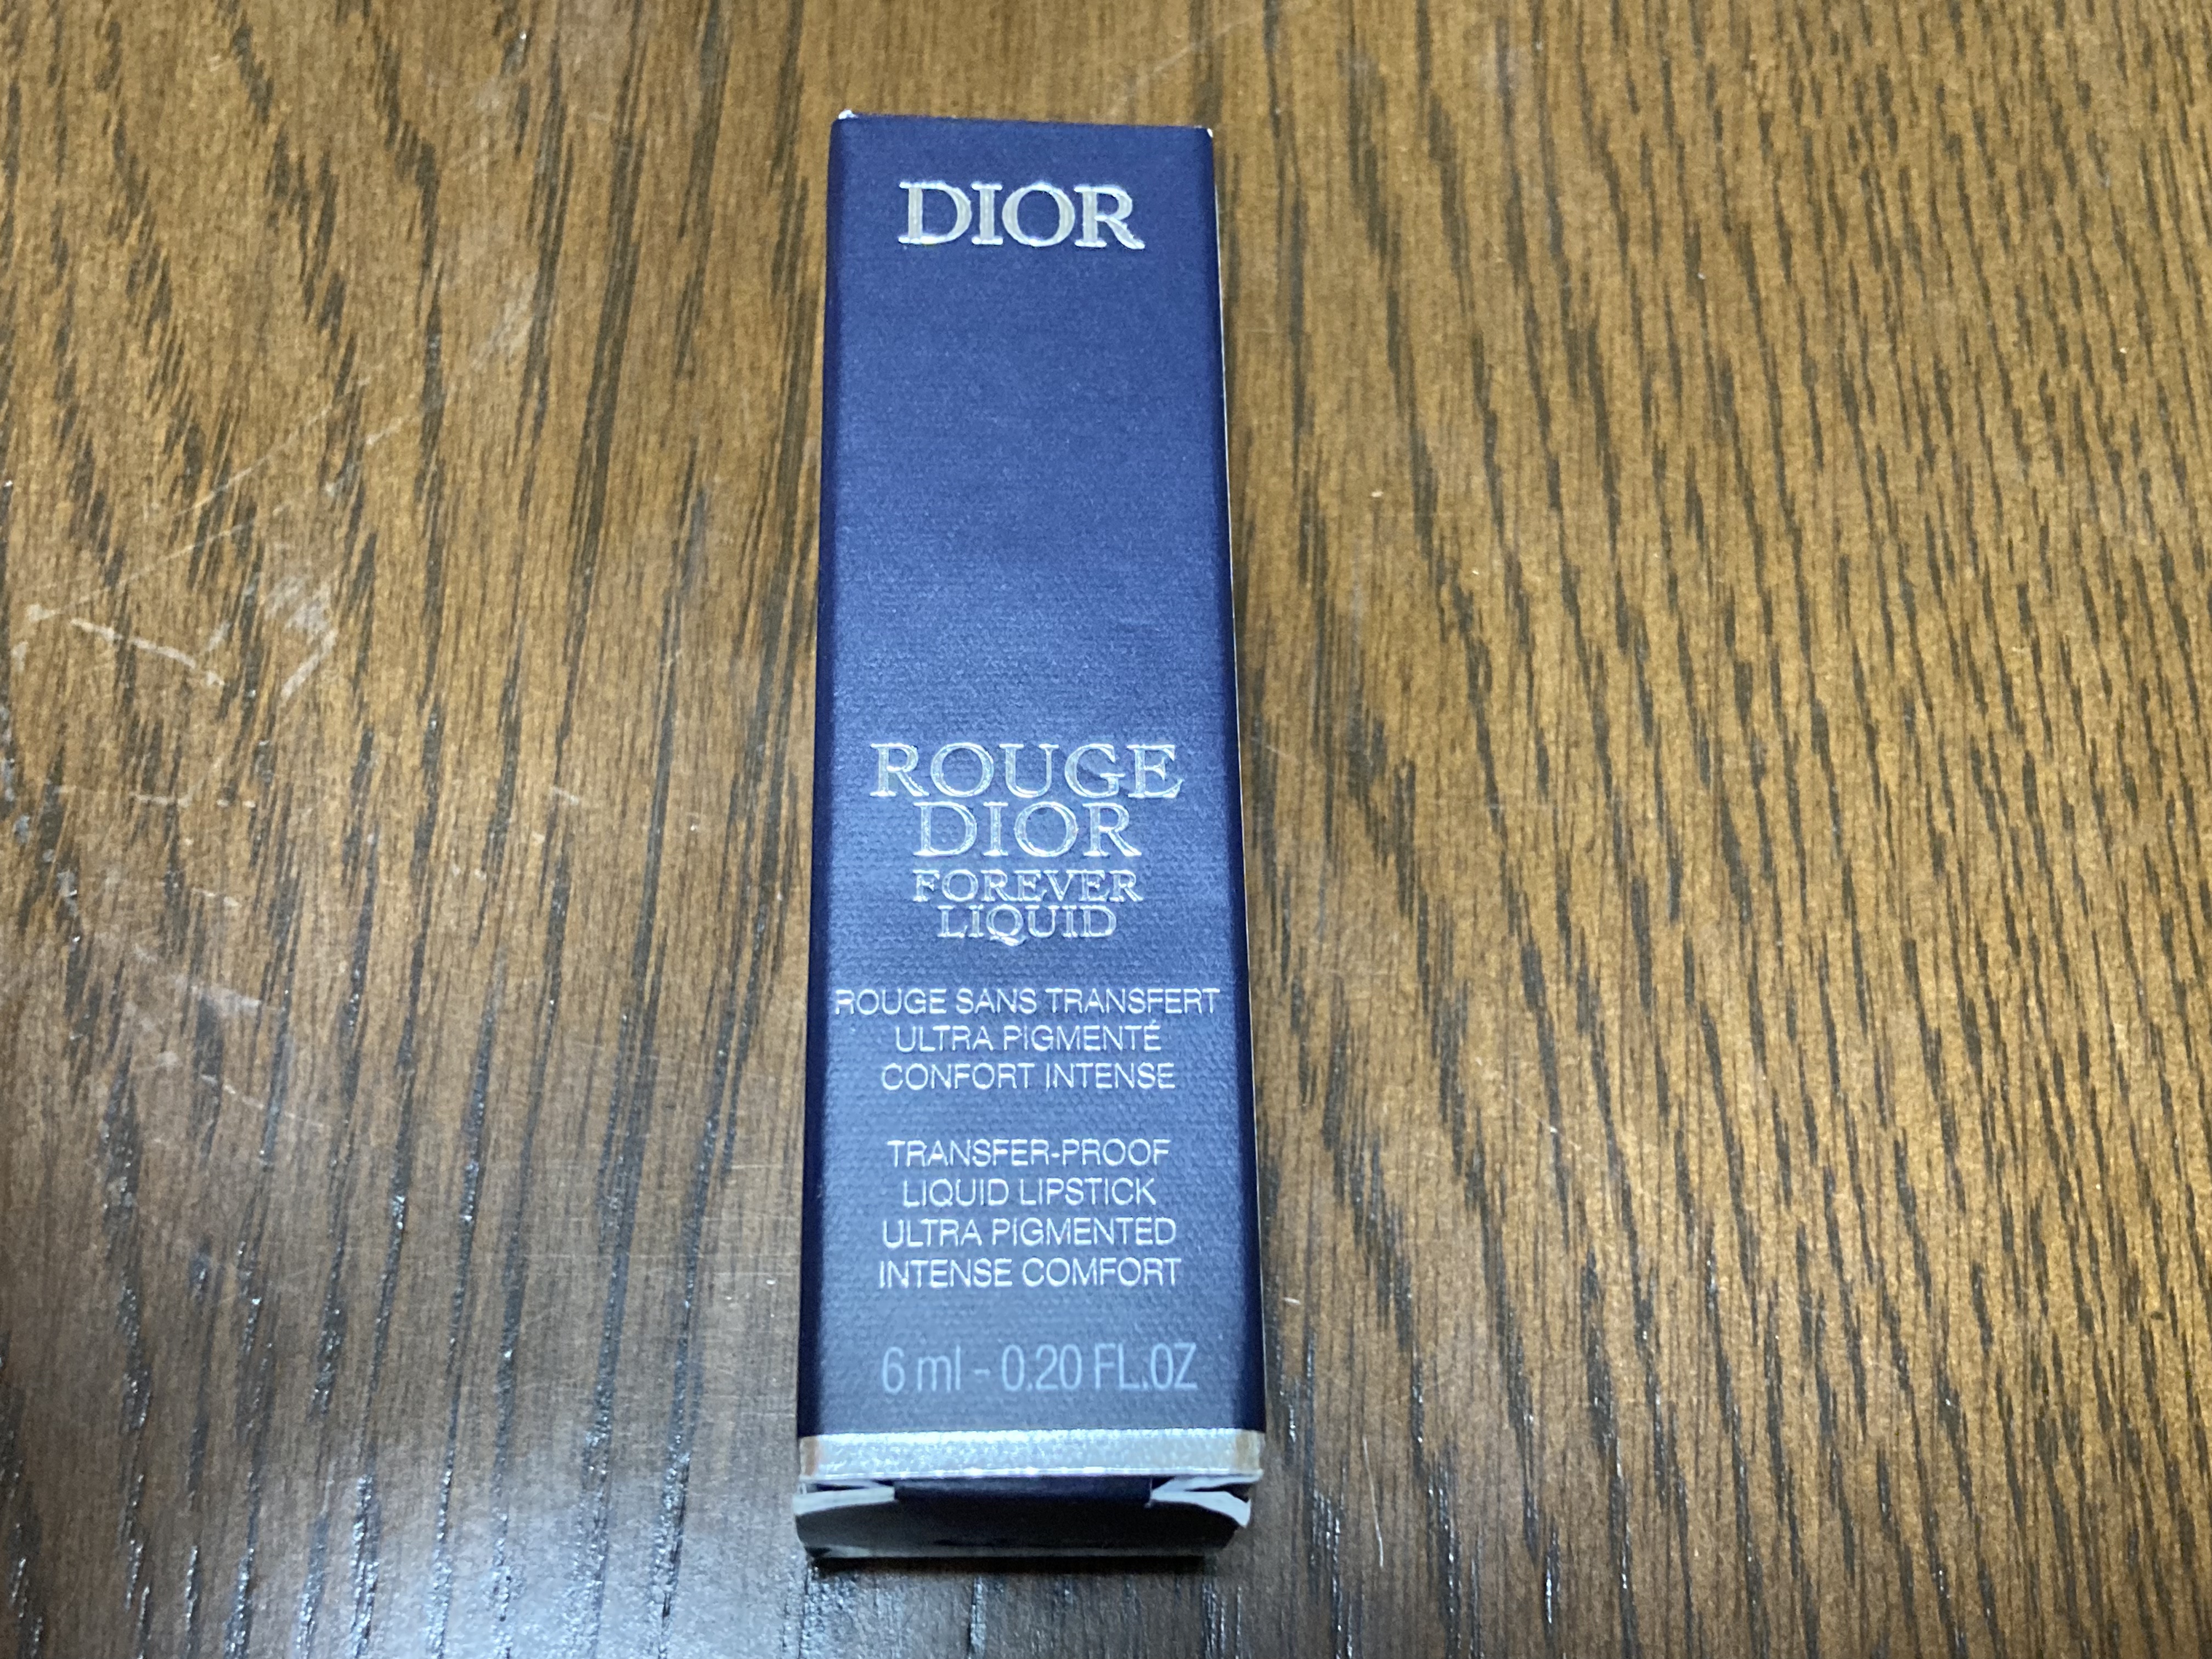 DIOR
ROUGE
DIOR
FOREVER
LIQUID
ROUGE SANS TRANSFERT
ULTRA PIGMENTÉ
CONFORT INTENSE
TRANSFER-PROOF
LIQUID LIPSTICK
ULTRA PIGMENTED
INTENSE COMFORT
6 ml - 0.20 FL.OZ